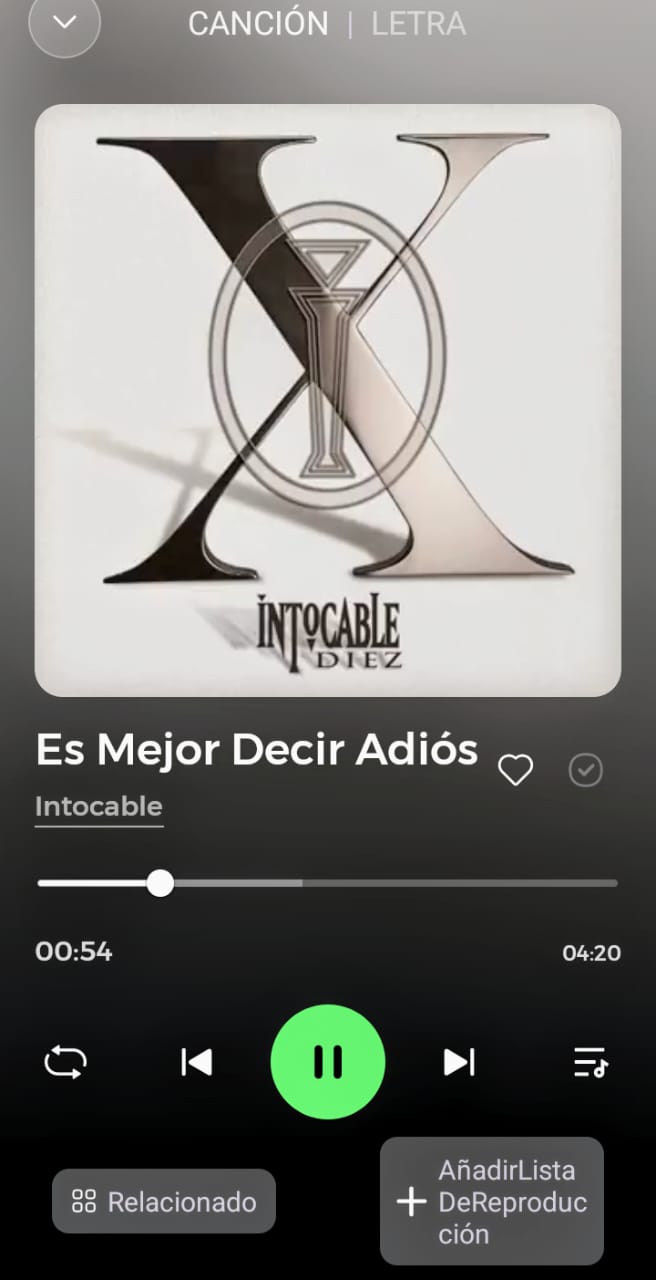 CANCIÓN | LETRA
INTOCABLE
DIEZ
Es Mejor Decir Adiós
Intocable
00:54
04:20
Relacionado
AñadirLista
DeReproduc
ción